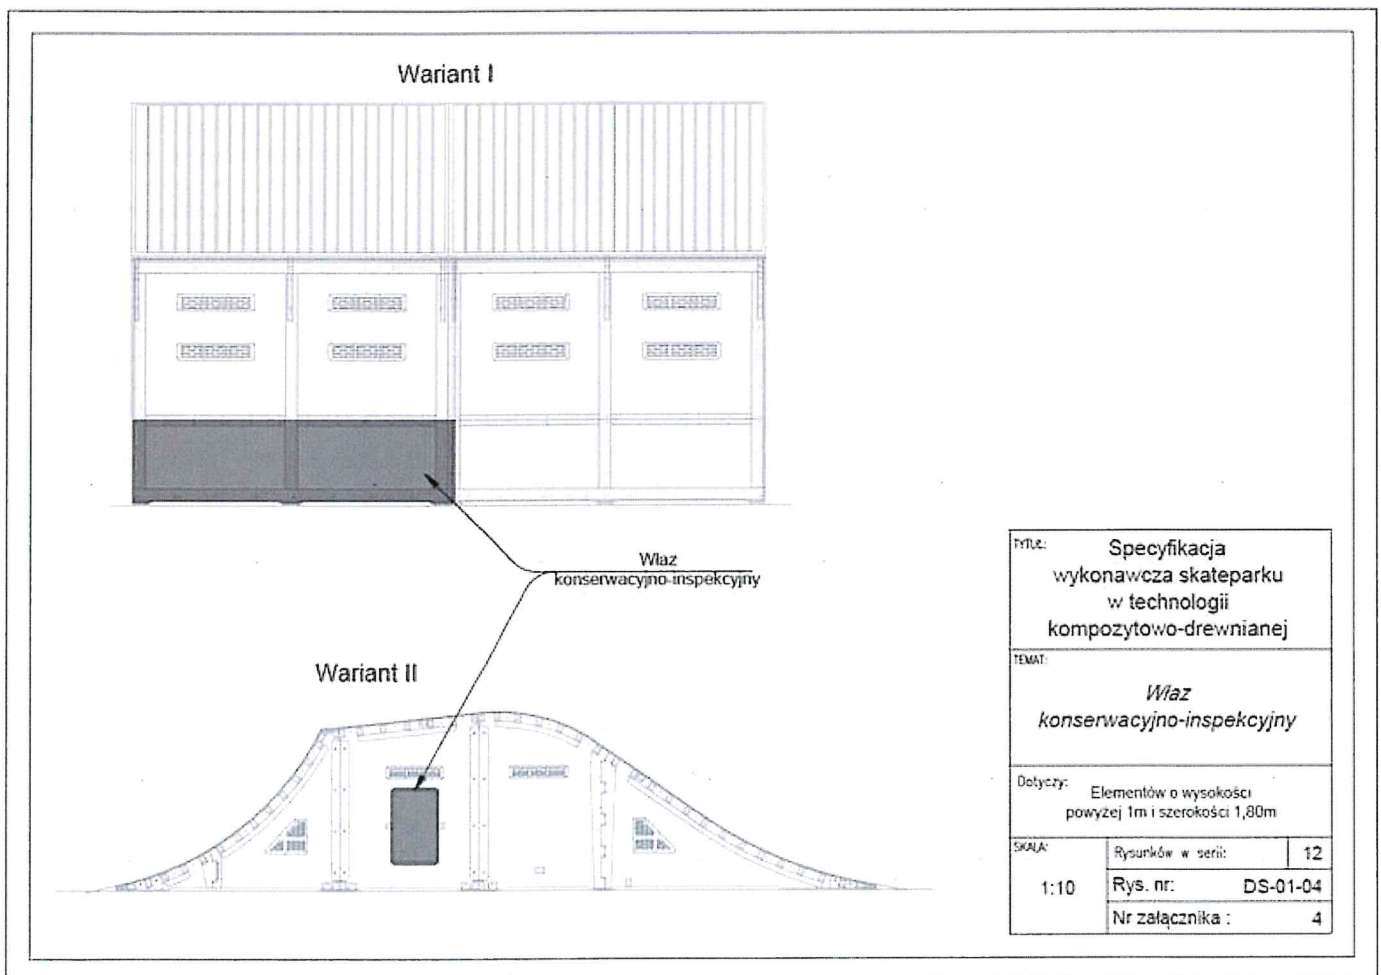 Wariant I
Właz
konserwacyjno-inspekcyjny
Wariant II
TYTUŁ:
Specyfikacja
wykonawcza skateparku
w technologii
kompozytowo-drewnianej
TEMAT:
Właz
konserwacyjno-inspekcyjny
Dotyczy:
Elementów o wysokości
powyżej 1m i szerokości 1,80m
SKALA:
1:10
Rysunków w serii: 12
Rys. nr: DS-01-04
Nr załącznika : 4